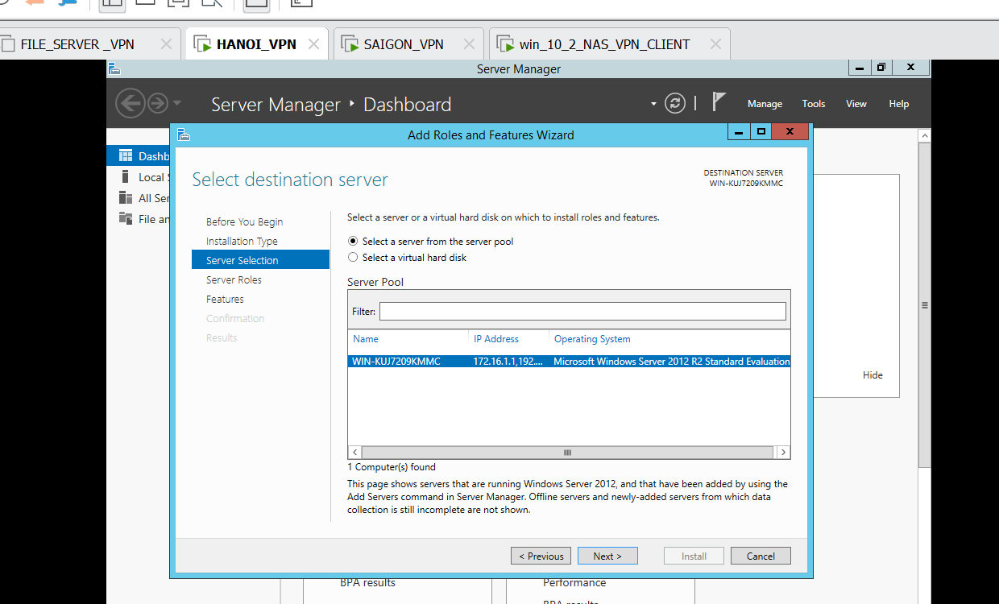 FILE_SERVER _VPN
HANOI_VPN
SAIGON_VPN
win_10_2_NAS_VPN_CLIENT
Server Manager
Server Manager Dashboard
Manage
Tools
View
Help
Add Roles and Features Wizard
Dashb
Local S
All Ser
File an
Select destination server
DESTINATION SERVER
WIN-KUJ7209KMMC
Before You Begin
Installation Type
Server Selection
Server Roles
Features
Confirmation
Results
Select a server or a virtual hard disk on which to install roles and features.
Select a server from the server pool
Select a virtual hard disk
Server Pool
Filter:
Name
IP Address
Operating System
WIN-KUJ7209KMMC
172.16.1.1,192....
Microsoft Windows Server 2012 R2 Standard Evaluation
1 Computer(s) found
This page shows servers that are running Windows Server 2012, and that have been added by using the
Add Servers command in Server Manager. Offline servers and newly-added servers from which data
collection is still incomplete are not shown.
Hide
< Previous
Next >
Install
Cancel
BPA results
Performance
BPA results